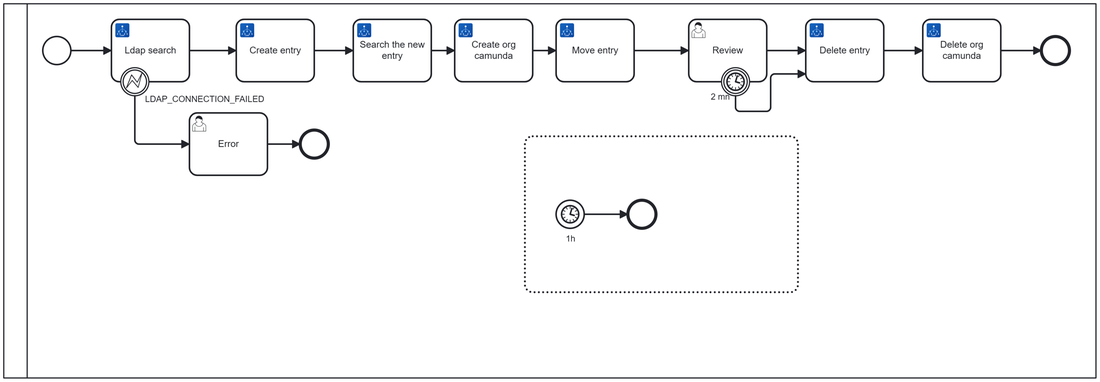 Ldap search
Create entry
Search the new
entry
Create org
camunda
Move entry
Review
Delete entry
Delete org
camunda
2 mn
LDAP_CONNECTION_FAILED
Error
1h